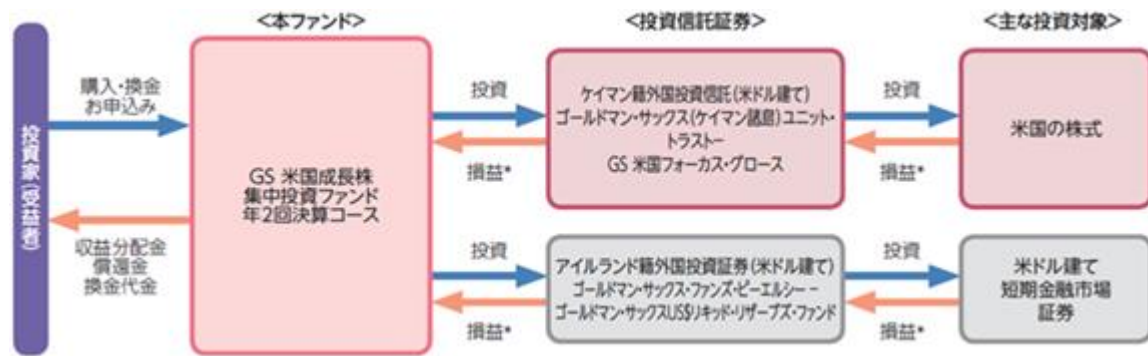 <本ファンド>
<投資信託証券>
<主な投資対象>
投資家(受益者)
購入・換金
お申込み
収益分配金
償還金
換金代金
GS 米国成長株
集中投資ファンド
年2回決算コース
投資
損益*
ケイマン籍外国投資信託(米ドル建て)
ゴールドマン・サックス(ケイマン諸島)ユニット・
トラスト−
GS 米国フォーカス・グロース
投資
損益*
米国の株式
投資
損益*
アイルランド籍外国投資証券(米ドル建て)
ゴールドマン・サックス・ファンズ・ピーエルシー −
ゴールドマン・サックスUS$リキッド・リザーブズ・ファンド
投資
損益*
米ドル建て
短期金融市場
証券